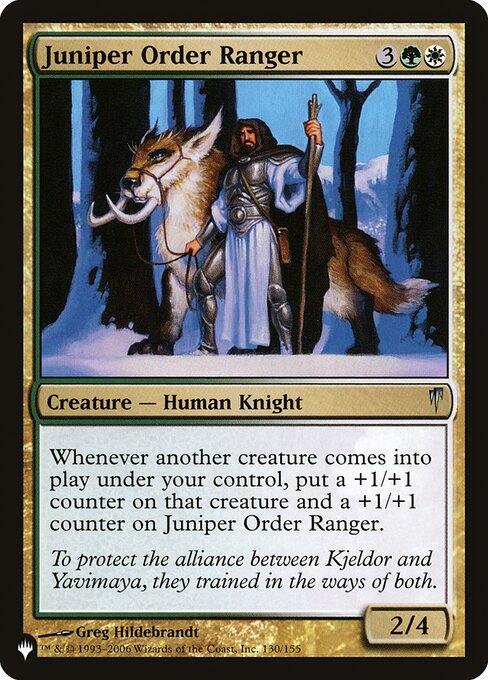 Juniper Order Ranger 3
Creature — Human Knight
Whenever another creature comes into
play under your control, put a +1/+1
counter on that creature and a +1/+1
counter on Juniper Order Ranger.
To protect the alliance between Kjeldor and
Yavimaya, they trained in the ways of both.
Greg Hildebrandt
2/4
™ & © 1993–2006 Wizards of the Coast, Inc. 130/155